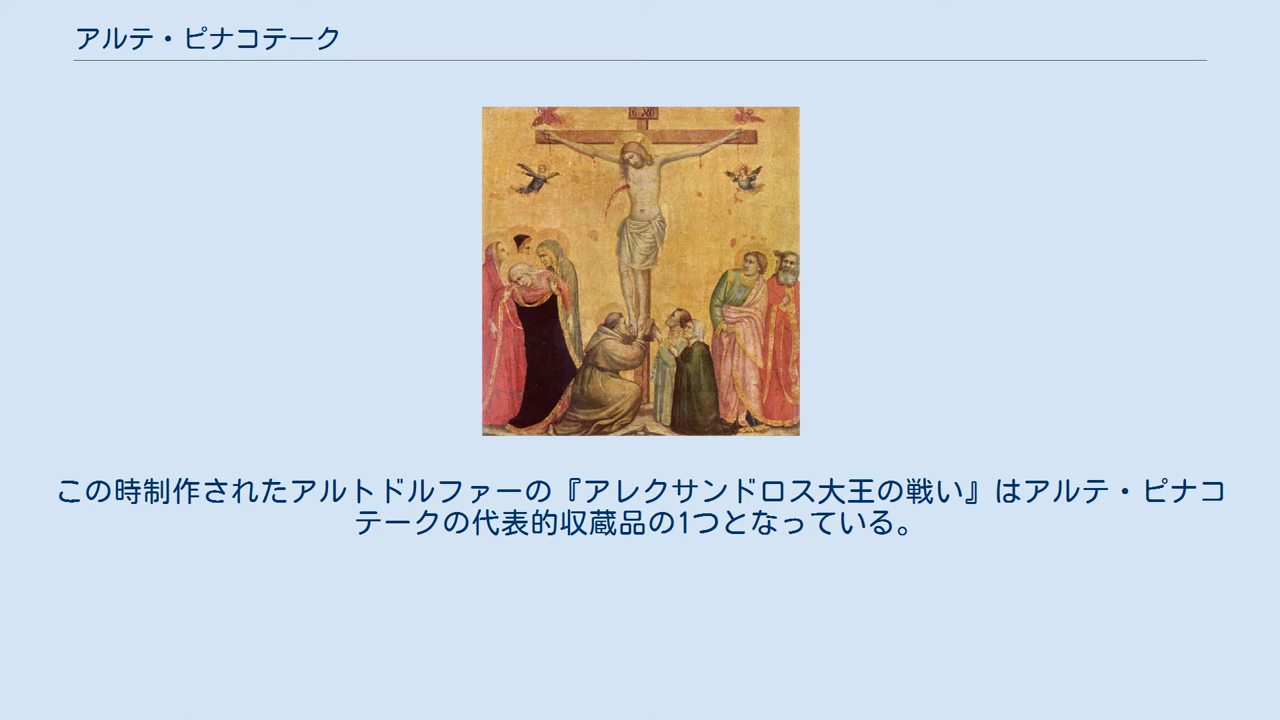 アルテ・ピナコテーク
この時制作されたアルトドルファーの『アレクサンドロス大王の戦い』はアルテ・ピナコ
テークの代表的収蔵品の1つとなっている。